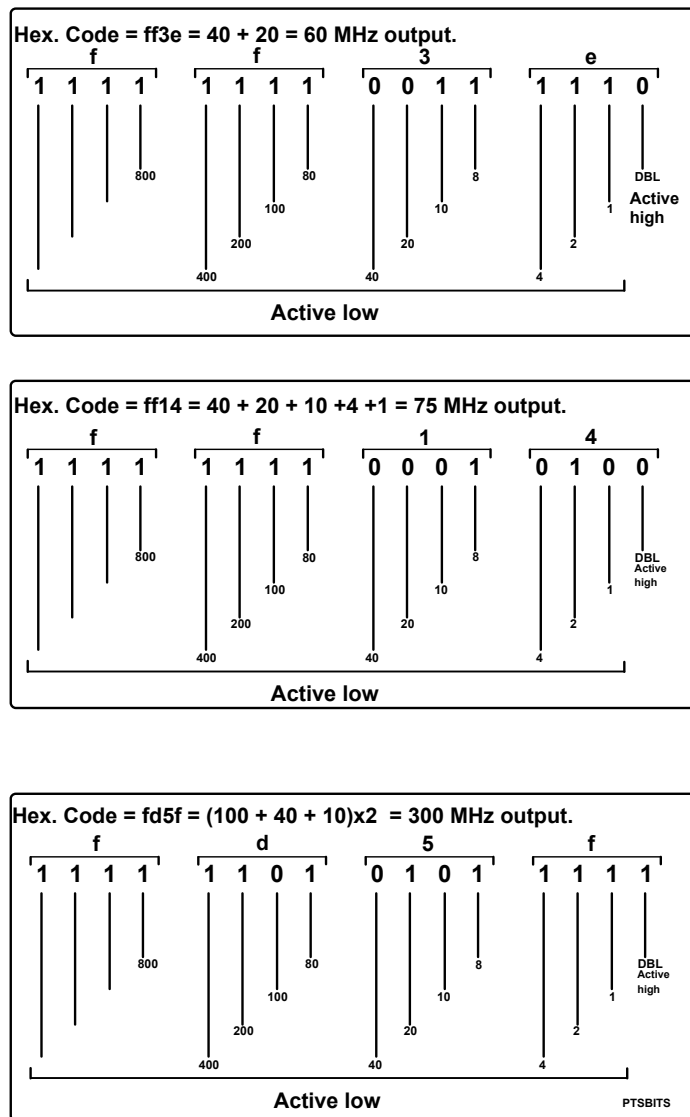 Hex. Code = ff3e = 40 + 20 = 60 MHz output.
f f 3 e
1 1 1 1 1 1 1 1 0 0 1 1 1 1 1 0
800 80 8 DBL
Active
high
100 10 1
200 20 2
400 40 4
Active low
Hex. Code = ff14 = 40 + 20 + 10 +4 +1 = 75 MHz output.
f f 1 4
1 1 1 1 1 1 1 1 0 0 0 1 0 1 0 0
800 80 8 DBL
Active
high
100 10 1
200 20 2
400 40 4
Active low
Hex. Code = fd5f = (100 + 40 + 10)x2 = 300 MHz output.
f d 5 f
1 1 1 1 1 1 0 1 0 1 0 1 1 1 1 1
800 80 8 DBL
Active
high
100 10 1
200 20 2
400 40 4
Active low
PTSBITS